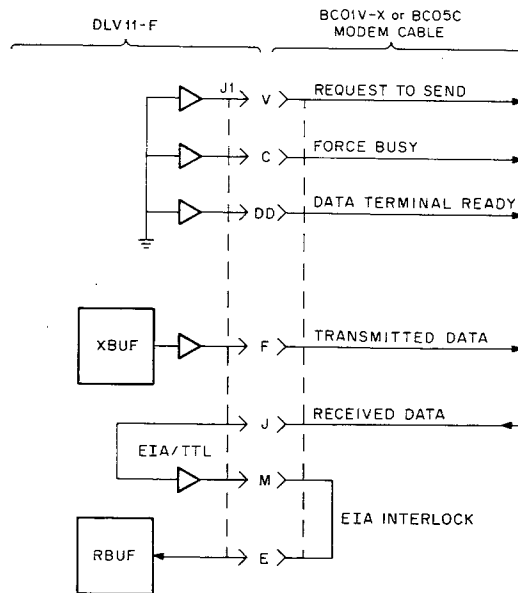 DLV11-F
BC01V-X or BC05C
MODEM CABLE
J1
V
REQUEST TO SEND
C
FORCE BUSY
DD
DATA TERMINAL READY
XBUF
F
TRANSMITTED DATA
J
RECEIVED DATA
EIA/TTL
M
EIA INTERLOCK
RBUF
E